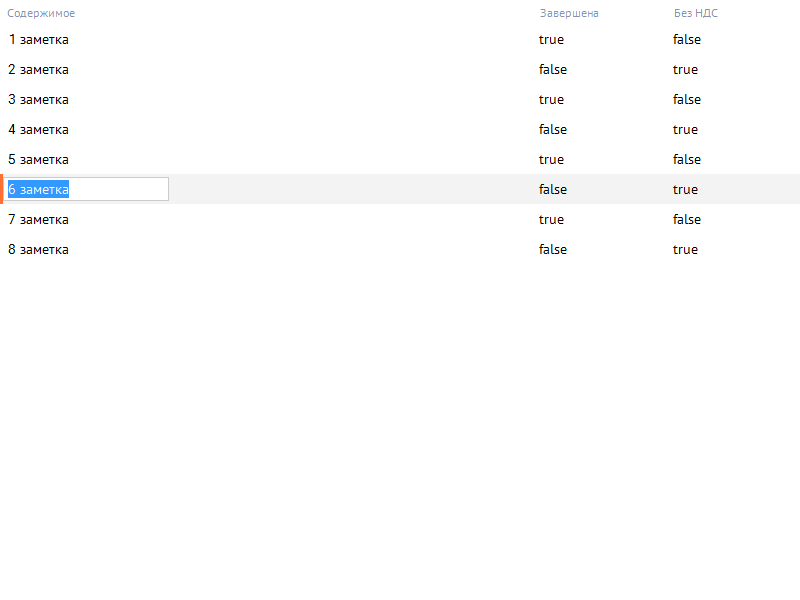 Содержимое Завершена Без НДС
1 заметка true false
2 заметка false true
3 заметка true false
4 заметка false true
5 заметка true false
6 заметка false true
7 заметка true false
8 заметка false true